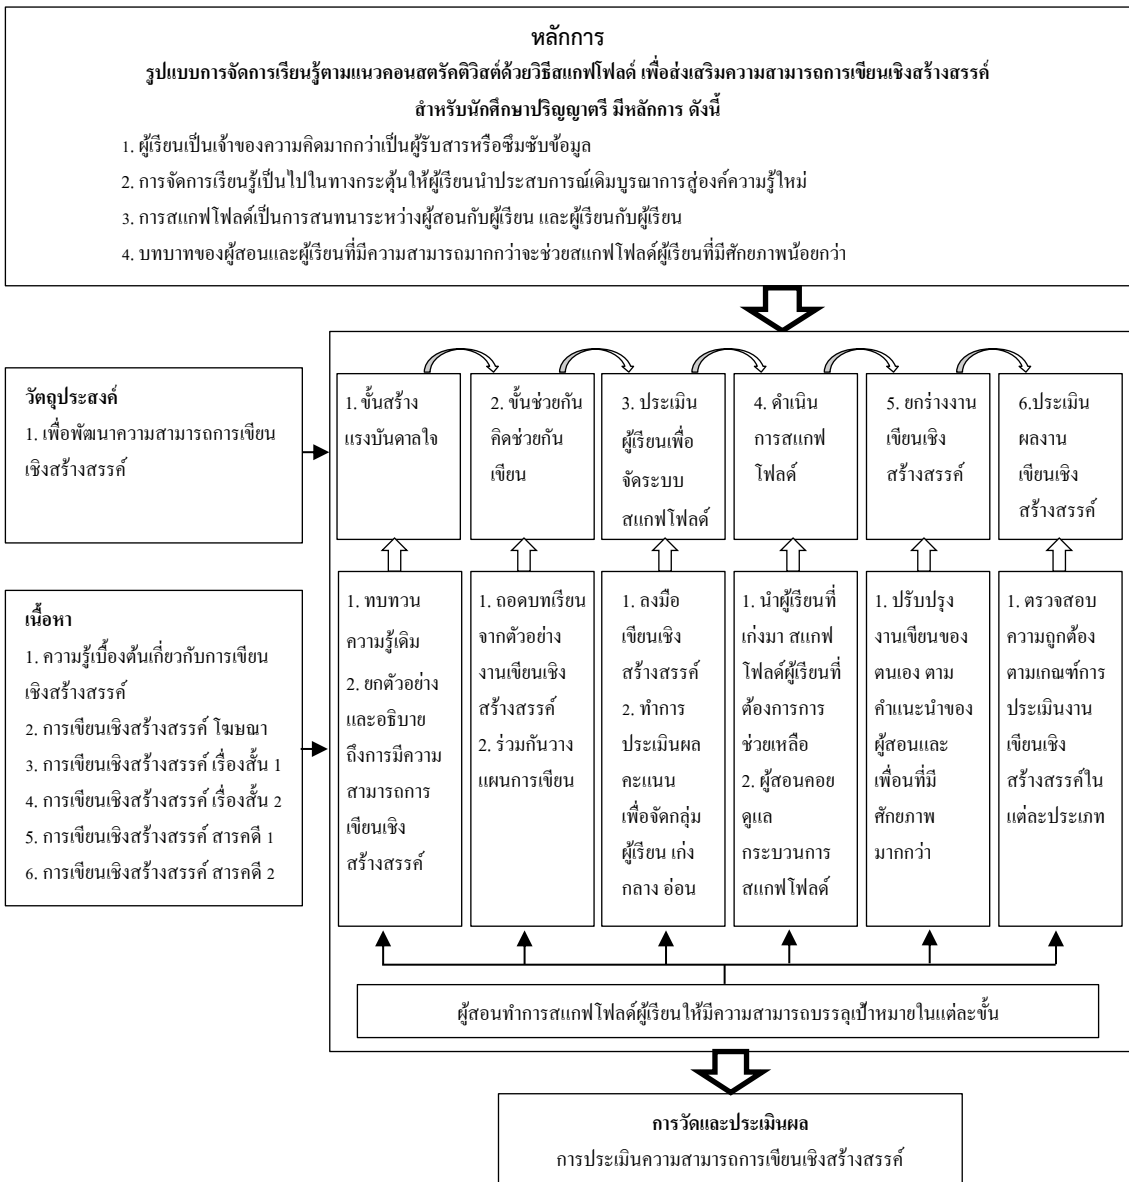 หลักการ
รูปแบบการจัดการเรียนรู้ตามแนวคอนสตรัคติวิสต์ด้วยวิธีสแกฟโฟลด์ เพื่อส่งเสริมความสามารถการเขียนเชิงสร้างสรรค์
สำหรับนักศึกษาปริญญาตรี มีหลักการ ดังนี้
1. ผู้เรียนเป็นเจ้าของความคิดมากกว่าเป็นผู้รับสารหรือซึมซับข้อมูล
2. การจัดการเรียนรู้เป็นไปในทางกระตุ้นให้ผู้เรียนนำประสบการณ์เดิมบูรณาการสู่องค์ความรู้ใหม่
3. การสแกฟโฟลด์เป็นการสนทนาระหว่างผู้สอนกับผู้เรียน และผู้เรียนกับผู้เรียน
4. บทบาทของผู้สอนและผู้เรียนที่มีความสามารถมากกว่าจะช่วยสแกฟโฟลด์ผู้เรียนที่มีศักยภาพน้อยกว่า
วัตถุประสงค์
1. เพื่อพัฒนาความสามารถการเขียน
เชิงสร้างสรรค์
เนื้อหา
1. ความรู้เบื้องต้นเกี่ยวกับการเขียน
เชิงสร้างสรรค์
2. การเขียนเชิงสร้างสรรค์ โฆษณา
3. การเขียนเชิงสร้างสรรค์ เรื่องสั้น 1
4. การเขียนเชิงสร้างสรรค์ เรื่องสั้น 2
5. การเขียนเชิงสร้างสรรค์ สารคดี 1
6. การเขียนเชิงสร้างสรรค์ สารคดี 2
1. ขั้นสร้าง
แรงบันดาลใจ
2. ขั้นช่วยกัน
คิดช่วยกัน
เขียน
3. ประเมิน
ผู้เรียนเพื่อ
จัดระบบ
สแกฟโฟลด์
4. ดำเนิน
การสแกฟ
โฟลด์
5. ยกร่างงาน
เขียนเชิง
สร้างสรรค์
6.ประเมิน
ผลงาน
เขียนเชิง
สร้างสรรค์
1. ทบทวน
ความรู้เดิม
2. ยกตัวอย่าง
และอธิบาย
ถึงการมีความ
สามารถการ
เขียนเชิง
สร้างสรรค์
1. ถอดบทเรียน
จากตัวอย่าง
งานเขียนเชิง
สร้างสรรค์
2. ร่วมกันวาง
แผนการเขียน
1. ลงมือ
เขียนเชิง
สร้างสรรค์
2. ทำการ
ประเมินผล
คะแนน
เพื่อจัดกลุ่ม
ผู้เรียน เก่ง
กลาง อ่อน
1. นำผู้เรียนที่
เก่งมา สแกฟ
โฟลด์ผู้เรียนที่
ต้องการการ
ช่วยเหลือ
2. ผู้สอนคอย
ดูแล
กระบวนการ
สแกฟโฟลด์
1. ปรับปรุง
งานเขียนของ
ตนเอง ตาม
คำแนะนำของ
ผู้สอนและ
เพื่อนที่มี
ศักยภาพ
มากกว่า
1. ตรวจสอบ
ความถูกต้อง
ตามเกณฑ์การ
ประเมินงาน
เขียนเชิง
สร้างสรรค์ใน
แต่ละประเภท
ผู้สอนทำการสแกฟโฟลด์ผู้เรียนให้มีความสามารถบรรลุเป้าหมายในแต่ละขั้น
การวัดและประเมินผล
การประเมินความสามารถการเขียนเชิงสร้างสรรค์